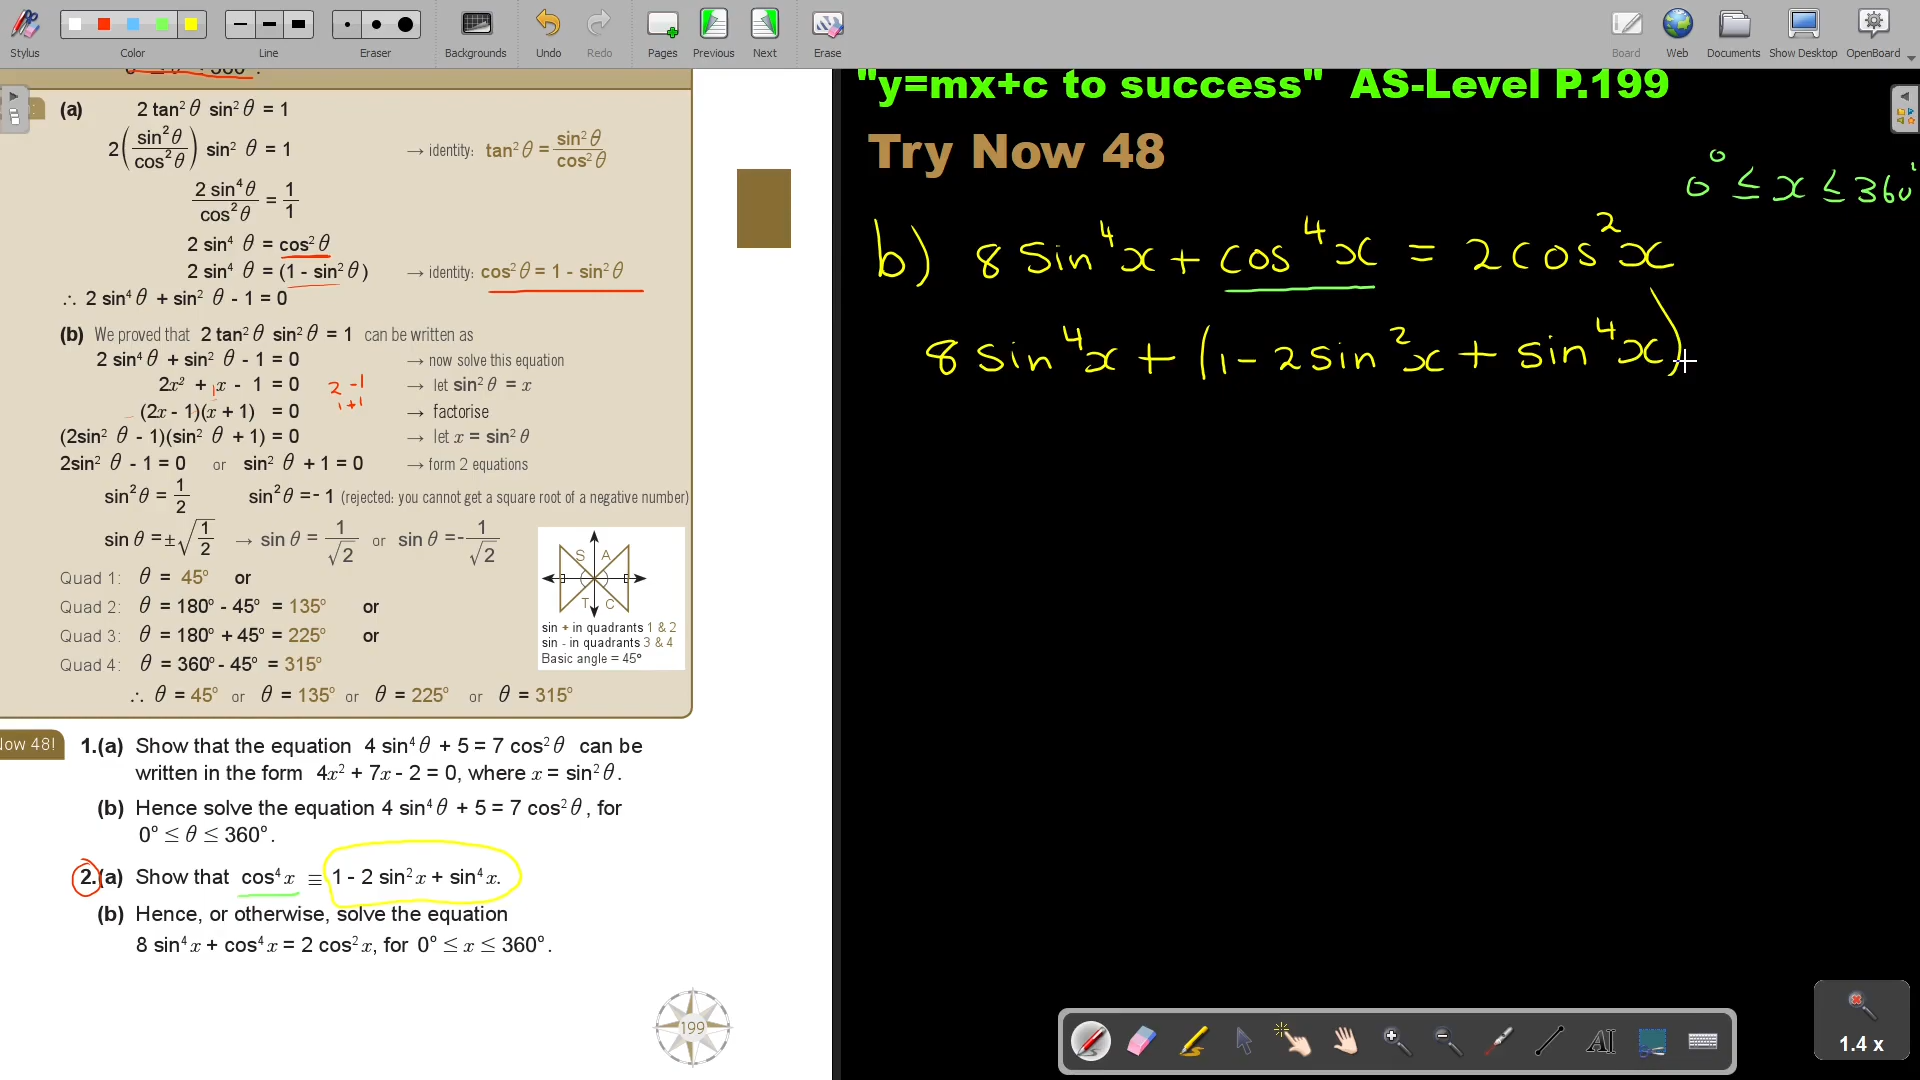 Stylus Color Line Eraser Backgrounds Undo Redo Pages Previous Next Erase Board Web Documents Show Desktop OpenBoard
(a) 2 tan²θ sin²θ = 1
2(sin²θ/cos²θ) sin² θ = 1 → identity: tan²θ = sin²θ/cos²θ
2 sin⁴θ/cos²θ = 1/1
2 sin⁴ θ = cos²θ
2 sin⁴ θ = (1 - sin²θ) → identity: cos²θ = 1 - sin²θ
∴ 2 sin⁴θ + sin² θ - 1 = 0
(b) We proved that 2 tan²θ sin²θ = 1 can be written as
2 sin⁴θ + sin² θ - 1 = 0 → now solve this equation
2x² + x - 1 = 0 → let sin²θ = x
2 -1
1 +1
(2x - 1)(x + 1) = 0 → factorise
(2sin² θ - 1)(sin² θ + 1) = 0 → let x = sin²θ
2sin² θ - 1 = 0 or sin² θ + 1 = 0 → form 2 equations
sin²θ = 1/2 sin²θ = - 1 (rejected: you cannot get a square root of a negative number)
sin θ = ±√(1/2) → sin θ = 1/√2 or sin θ = -1/√2
Quad 1: θ = 45° or
Quad 2: θ = 180° - 45° = 135° or
Quad 3: θ = 180° + 45° = 225° or
Quad 4: θ = 360° - 45° = 315°
S A
T C
sin + in quadrants 1 & 2
sin - in quadrants 3 & 4
Basic angle = 45°
∴ θ = 45° or θ = 135° or θ = 225° or θ = 315°
Now 48!
1.(a) Show that the equation 4 sin⁴θ + 5 = 7 cos²θ can be
written in the form 4x² + 7x - 2 = 0, where x = sin²θ.
(b) Hence solve the equation 4 sin⁴θ + 5 = 7 cos²θ, for
0° ≤ θ ≤ 360°.
2.(a) Show that cos⁴x ≡ 1 - 2 sin²x + sin⁴x.
(b) Hence, or otherwise, solve the equation
8 sin⁴x + cos⁴x = 2 cos²x, for 0° ≤ x ≤ 360°.
199
"y=mx+c to success" AS-Level P.199
Try Now 48
0° ≤ x ≤ 360°
b) 8 Sin⁴x + cos⁴x = 2cos²x
8 sin⁴x + (1 - 2sin²x + sin⁴x)
1.4 x